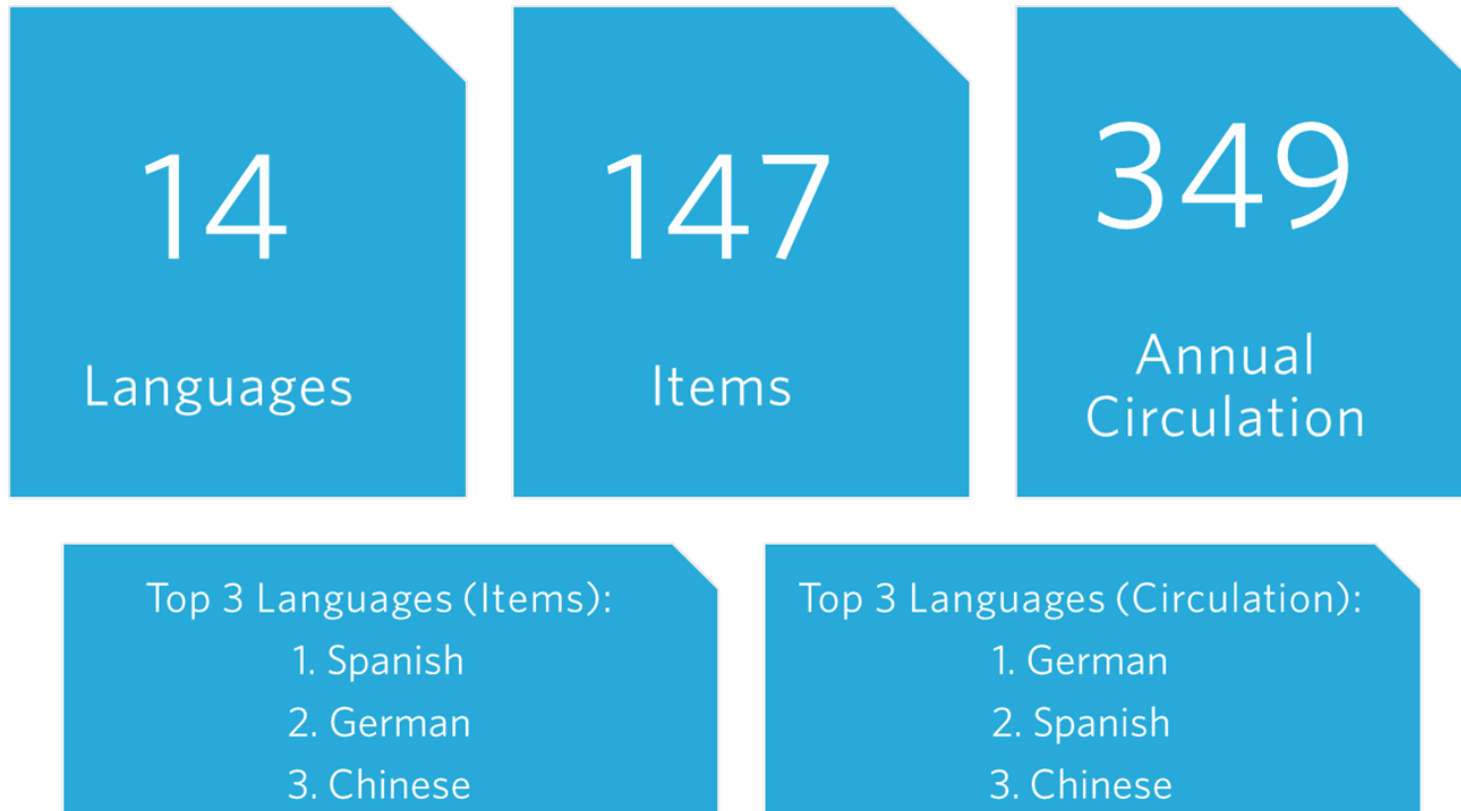 14
Languages
147
Items
349
Annual
Circulation
Top 3 Languages (Items):
1. Spanish
2. German
3. Chinese
Top 3 Languages (Circulation):
1. German
2. Spanish
3. Chinese